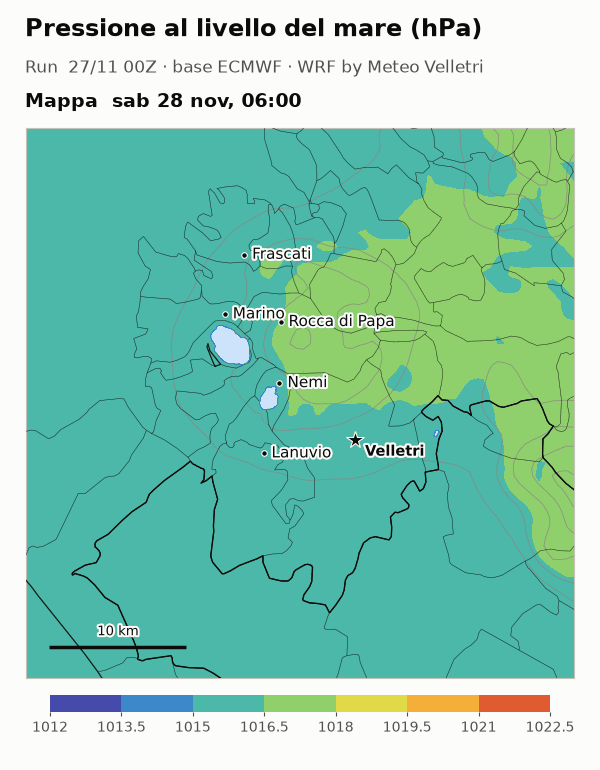 Pressione al livello del mare (hPa)
Run  27/11 00Z · base ECMWF · WRF by Meteo Velletri
Mappa  sab 28 nov, 06:00
Frascati
Marino
Rocca di Papa
Nemi
Velletri
Lanuvio
10 km
1012 1013.5 1015 1016.5 1018 1019.5 1021 1022.5